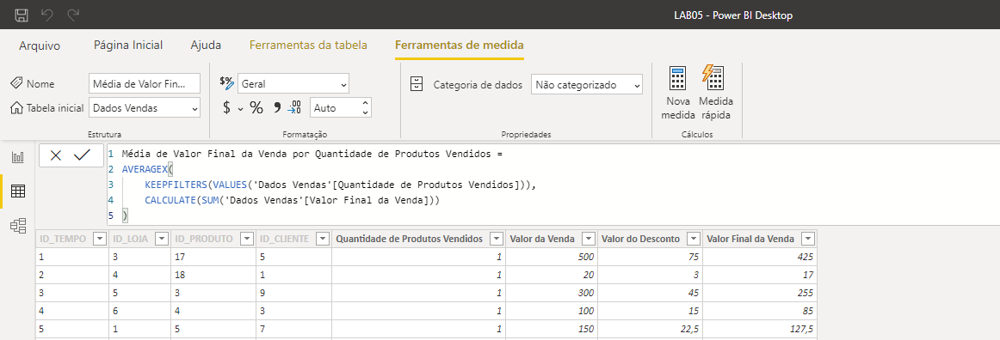 LAB05 - Power BI Desktop
Arquivo Página Inicial Ajuda Ferramentas da tabela Ferramentas de medida
Nome Média de Valor Fin... $% Geral Categoria de dados Não categorizado
Tabela inicial Dados Vendas $ % , .00 Auto Nova medida Medida rápida
Estrutura Formatação Propriedades Cálculos
1 Média de Valor Final da Venda por Quantidade de Produtos Vendidos =
2 AVERAGEX(
3 KEEPFILTERS(VALUES('Dados Vendas'[Quantidade de Produtos Vendidos])),
4 CALCULATE(SUM('Dados Vendas'[Valor Final da Venda]))
5 )
ID_TEMPO ID_LOJA ID_PRODUTO ID_CLIENTE Quantidade de Produtos Vendidos Valor da Venda Valor do Desconto Valor Final da Venda
1 3 17 5 1 500 75 425
2 4 18 1 1 20 3 17
3 5 3 9 1 300 45 255
4 6 4 3 1 100 15 85
5 1 5 7 1 150 22,5 127,5